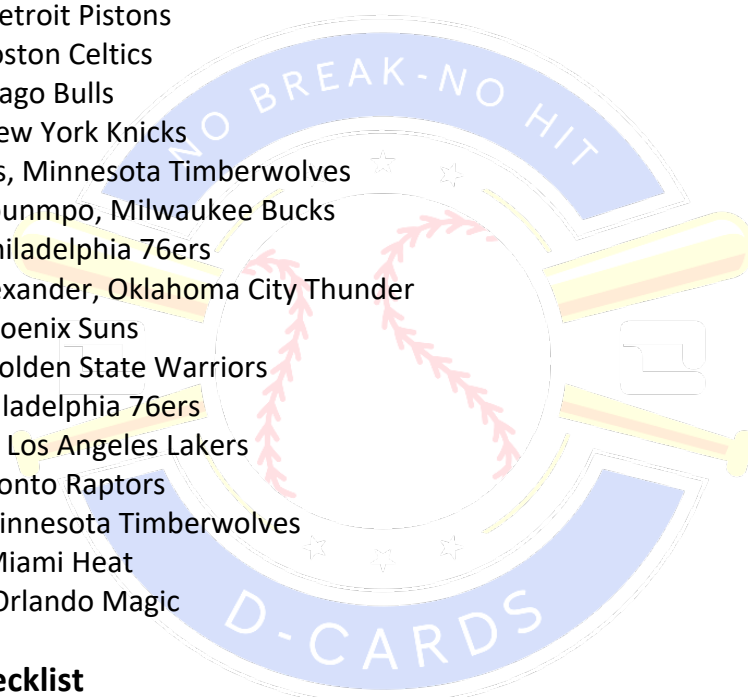 etroit Pistons
oston Celtics
ago Bulls
ew York Knicks
s, Minnesota Timberwolves
ounmpo, Milwaukee Bucks
hiladelphia 76ers
exander, Oklahoma City Thunder
oenix Suns
olden State Warriors
iladelphia 76ers
Los Angeles Lakers
onto Raptors
innesota Timberwolves
Miami Heat
Orlando Magic
ecklist
NO BREAK-NO HIT
D-CARDS